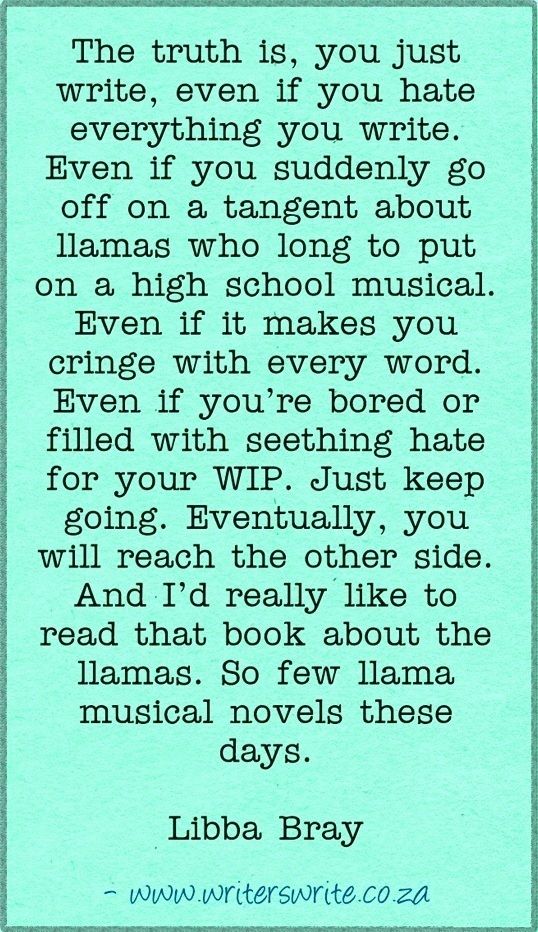 The truth is, you just
write, even if you hate
everything you write.
Even if you suddenly go
off on a tangent about
llamas who long to put
on a high school musical.
Even if it makes you
cringe with every word.
Even if you’re bored or
filled with seething hate
for your WIP. Just keep
going. Eventually, you
will reach the other side.
And I’d really like to
read that book about the
llamas. So few llama
musical novels these
days.
Libba Bray
- www.writerswrite.co.za